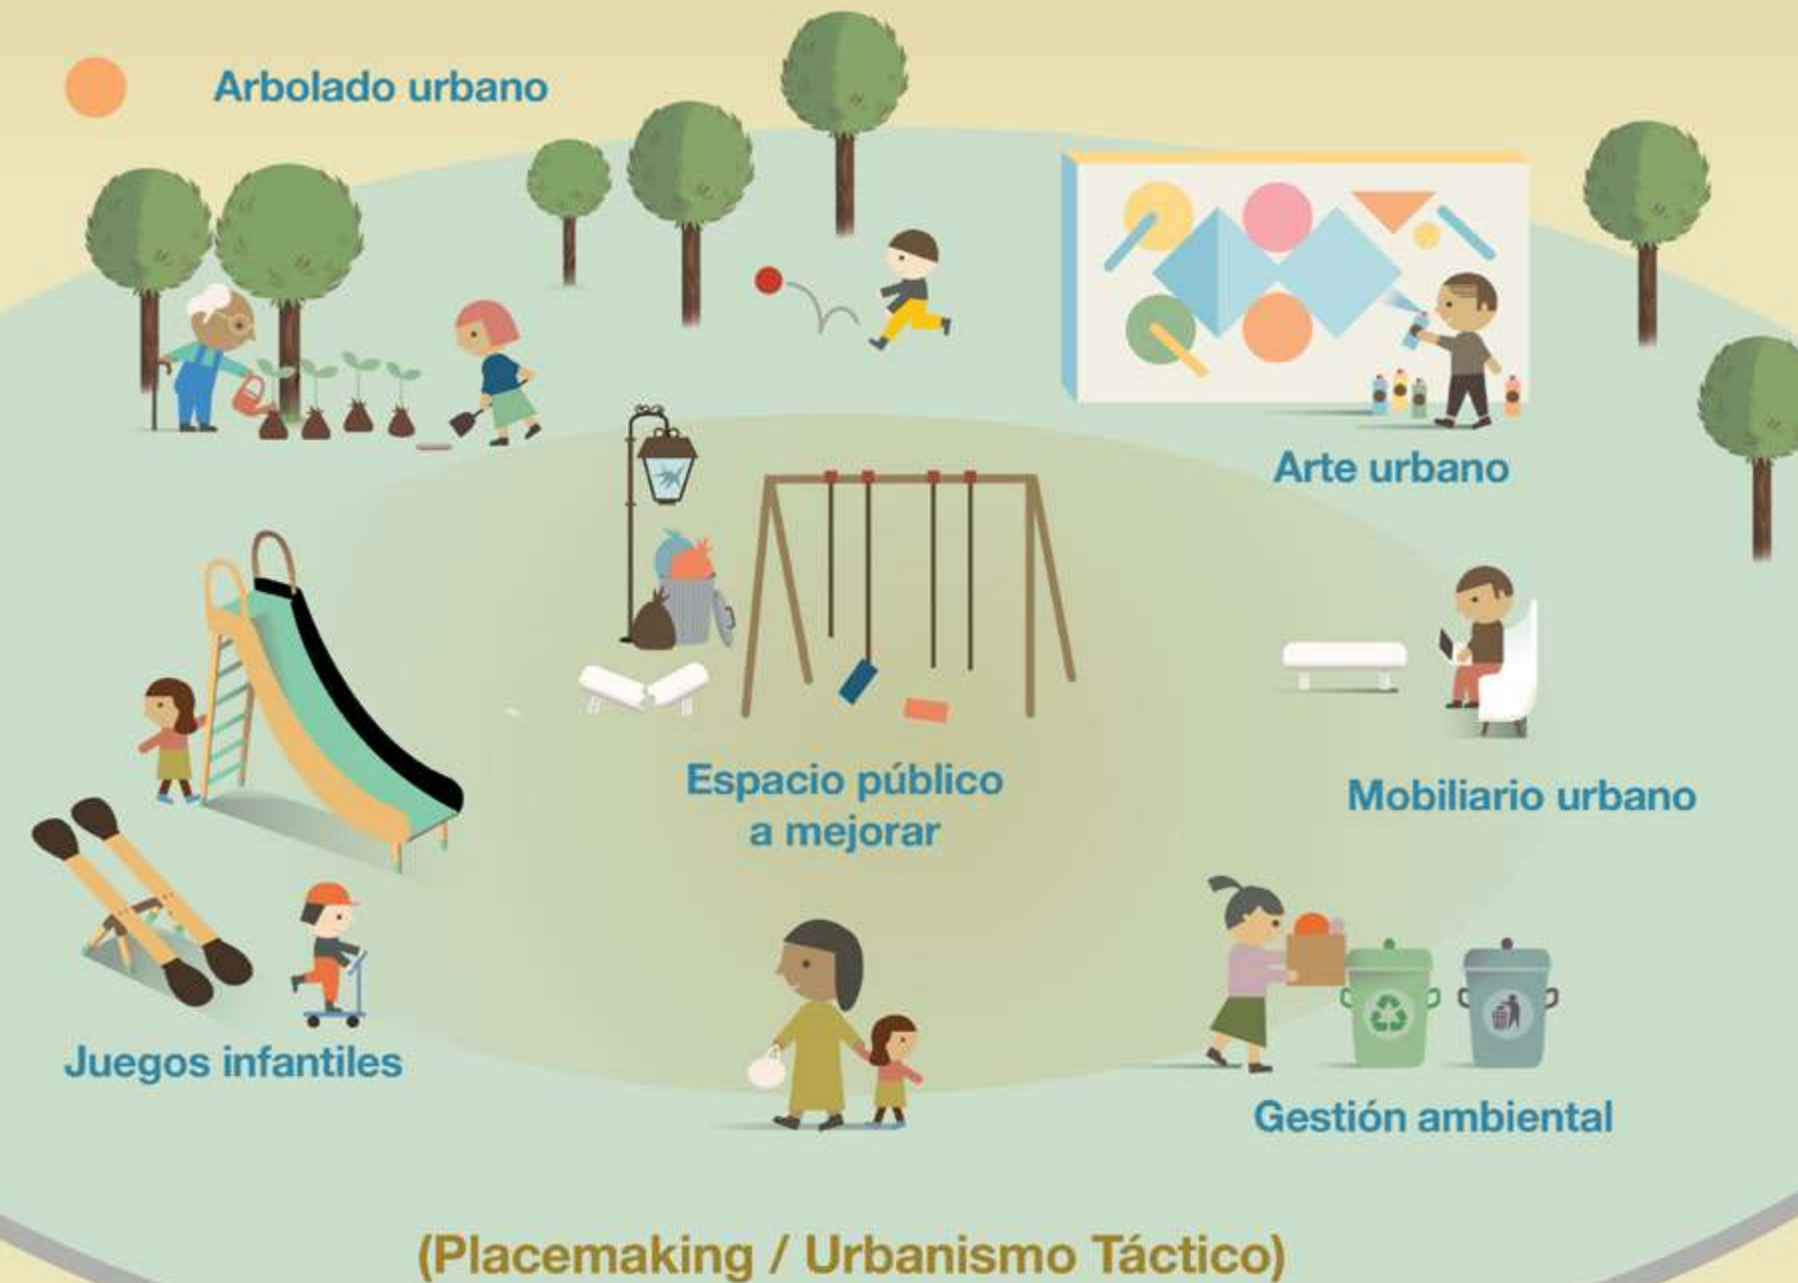 Arbolado urbano
Arte urbano
Espacio público
a mejorar
Mobiliario urbano
Juegos infantiles
Gestión ambiental
(Placemaking / Urbanismo Táctico)